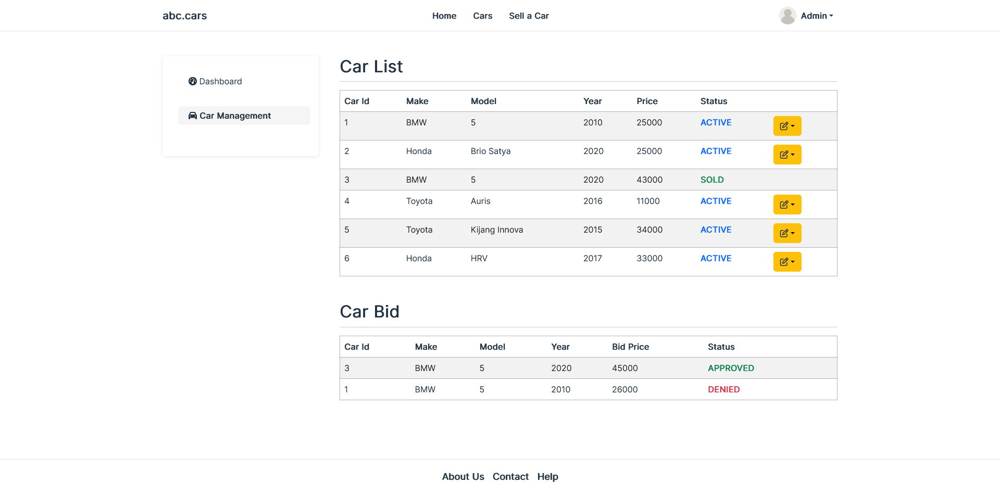 abc.cars Home Cars Sell a Car Admin
Dashboard
Car Management
Car List
Car Id Make Model Year Price Status
1 BMW 5 2010 25000 ACTIVE
2 Honda Brio Satya 2020 25000 ACTIVE
3 BMW 5 2020 43000 SOLD
4 Toyota Auris 2016 11000 ACTIVE
5 Toyota Kijang Innova 2015 34000 ACTIVE
6 Honda HRV 2017 33000 ACTIVE
Car Bid
Car Id Make Model Year Bid Price Status
3 BMW 5 2020 45000 APPROVED
1 BMW 5 2010 26000 DENIED
About Us Contact Help